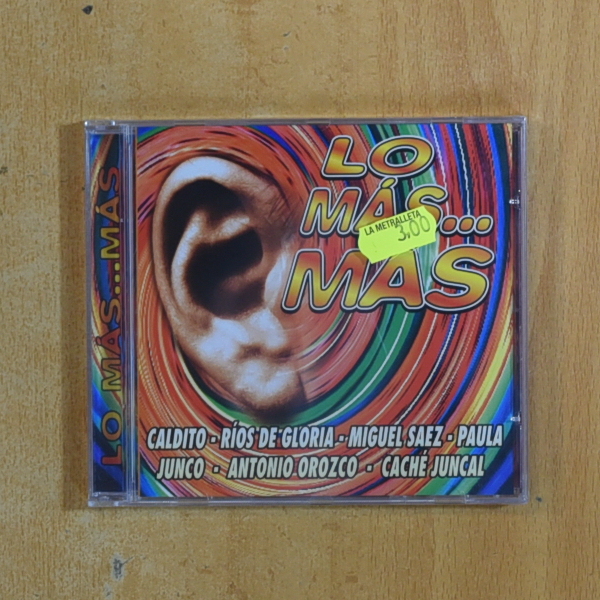 LO MÁS...MÁS
LO
MÁS...
MÁS
LA METRALLETA
3,00
CALDITO - RÍOS DE GLORIA - MIGUEL SAEZ - PAULA
JUNCO - ANTONIO OROZCO - CACHÉ JUNCAL